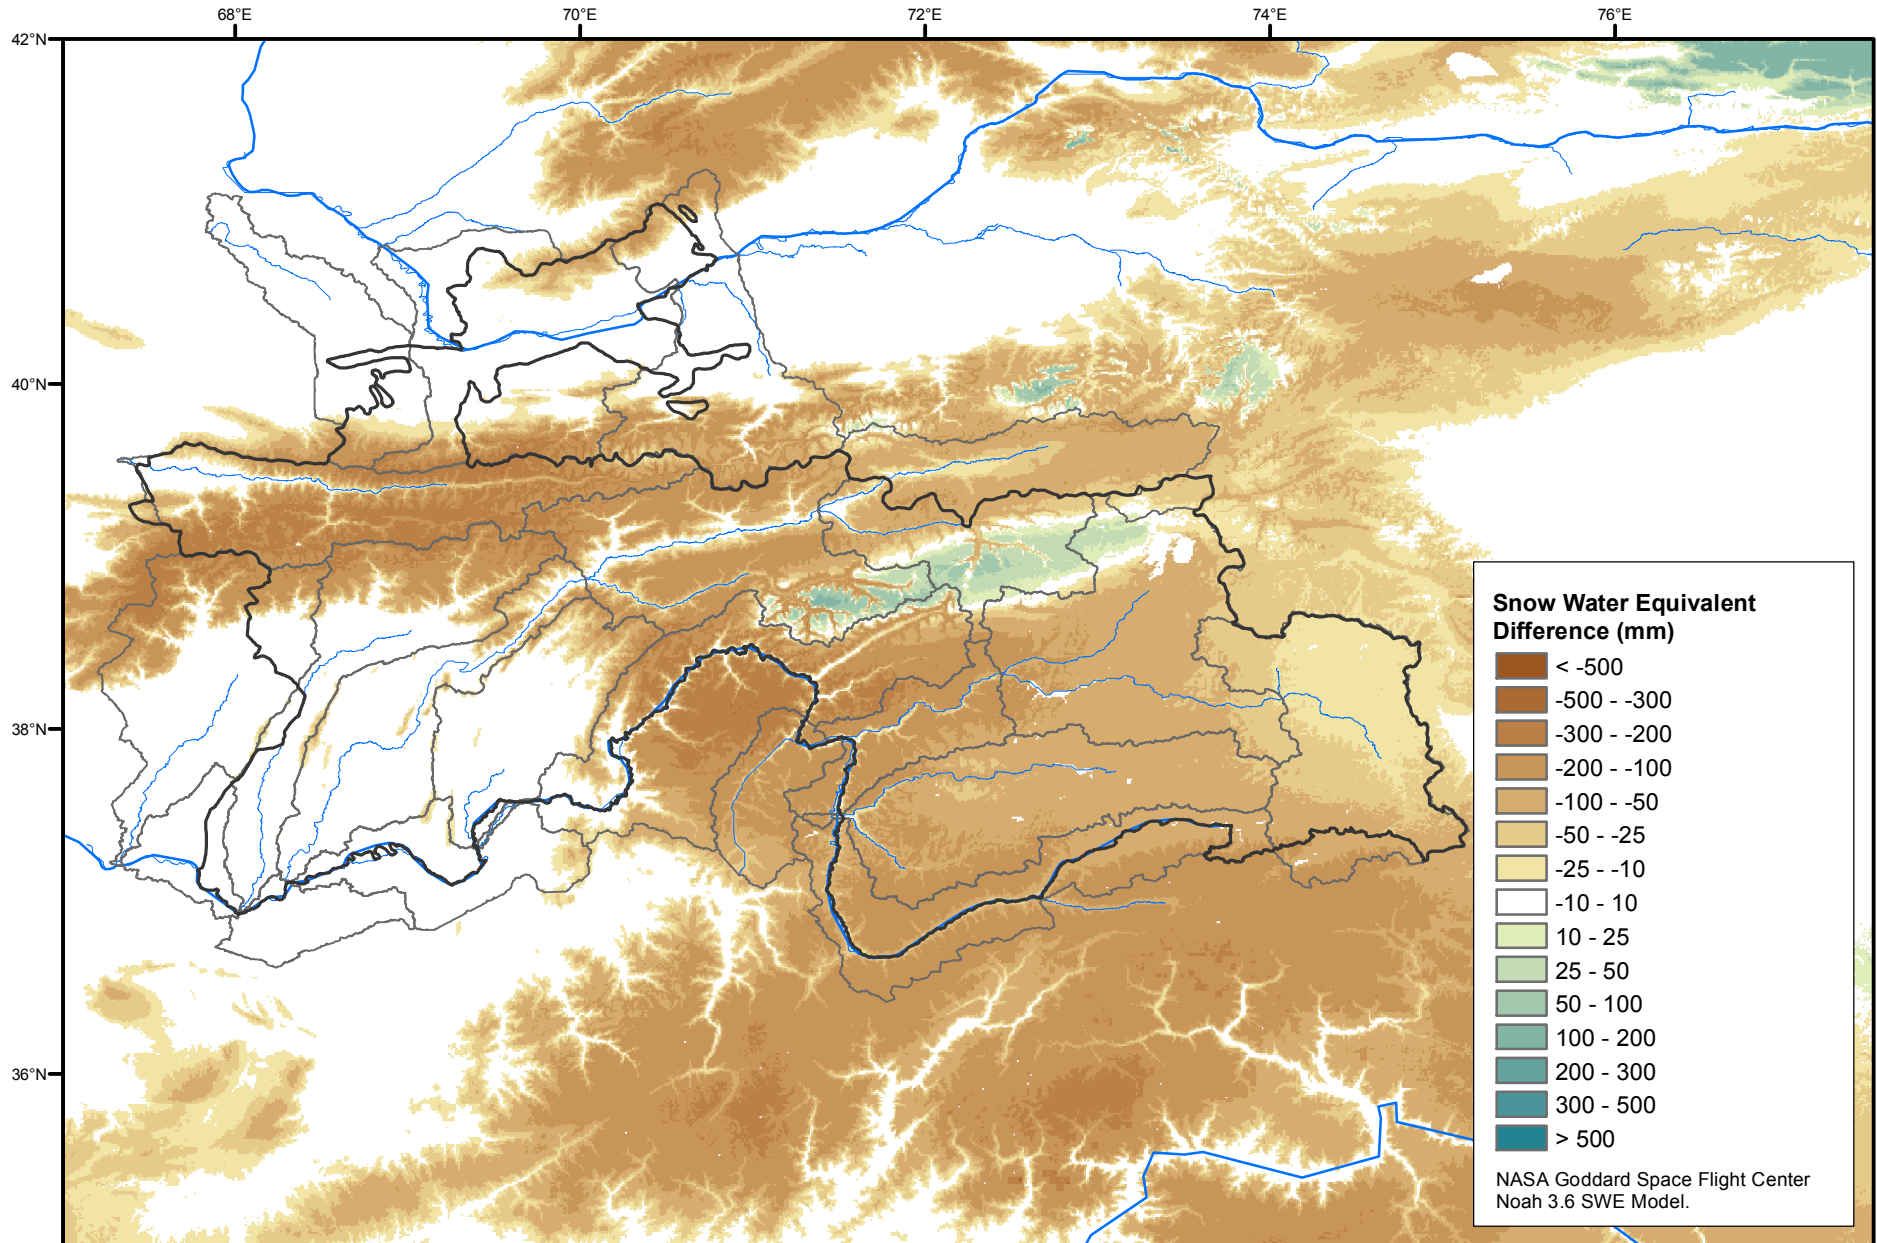 68°E
70°E
72°E
74°E
76°E
42°N
40°N
38°N
36°N
Snow Water Equivalent
Difference (mm)
< -500
-500 - -300
-300 - -200
-200 - -100
-100 - -50
-50 - -25
-25 - -10
-10 - 10
10 - 25
25 - 50
50 - 100
100 - 200
200 - 300
300 - 500
> 500
NASA Goddard Space Flight Center
Noah 3.6 SWE Model.